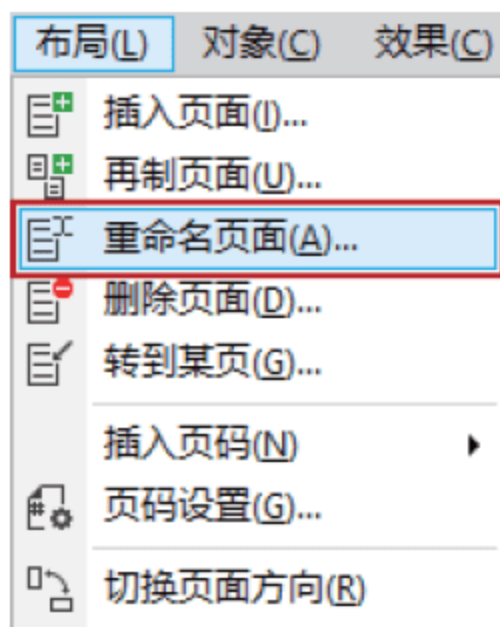 布局(L) 对象(C) 效果(C)
插入页面(I)...
再制页面(U)...
重命名页面(A)...
删除页面(D)...
转到某页(G)...
插入页码(N)
页码设置(G)...
切换页面方向(R)